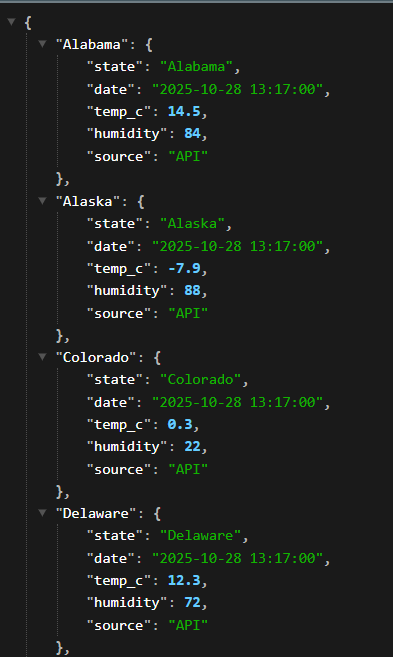 {
"Alabama": {
"state": "Alabama",
"date": "2025-10-28 13:17:00",
"temp_c": 14.5,
"humidity": 84,
"source": "API"
},
"Alaska": {
"state": "Alaska",
"date": "2025-10-28 13:17:00",
"temp_c": -7.9,
"humidity": 88,
"source": "API"
},
"Colorado": {
"state": "Colorado",
"date": "2025-10-28 13:17:00",
"temp_c": 0.3,
"humidity": 22,
"source": "API"
},
"Delaware": {
"state": "Delaware",
"date": "2025-10-28 13:17:00",
"temp_c": 12.3,
"humidity": 72,
"source": "API"
},